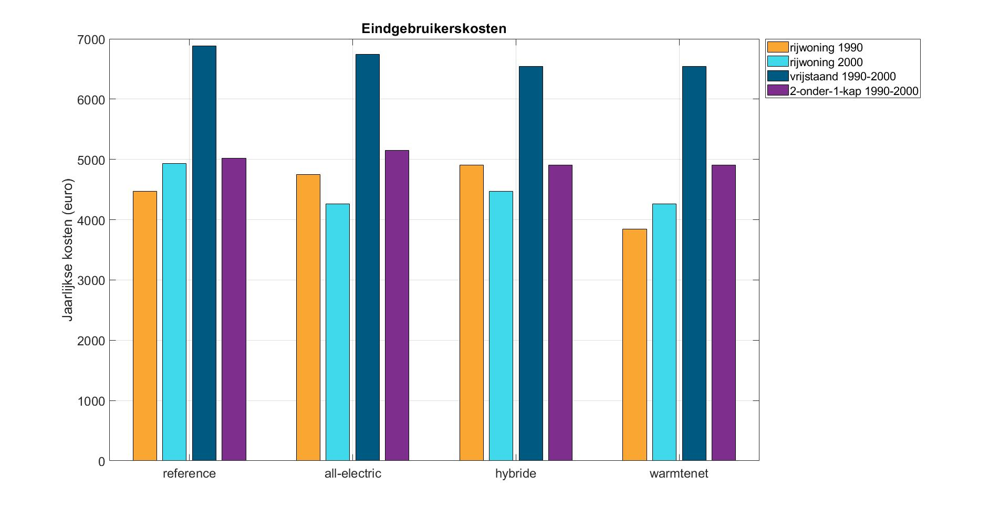 Eindgebruikerskosten
Jaarlijkse kosten (euro)
7000
6000
5000
4000
3000
2000
1000
0
reference
all-electric
hybride
warmtenet
rijwoning 1990
rijwoning 2000
vrijstaand 1990-2000
2-onder-1-kap 1990-2000